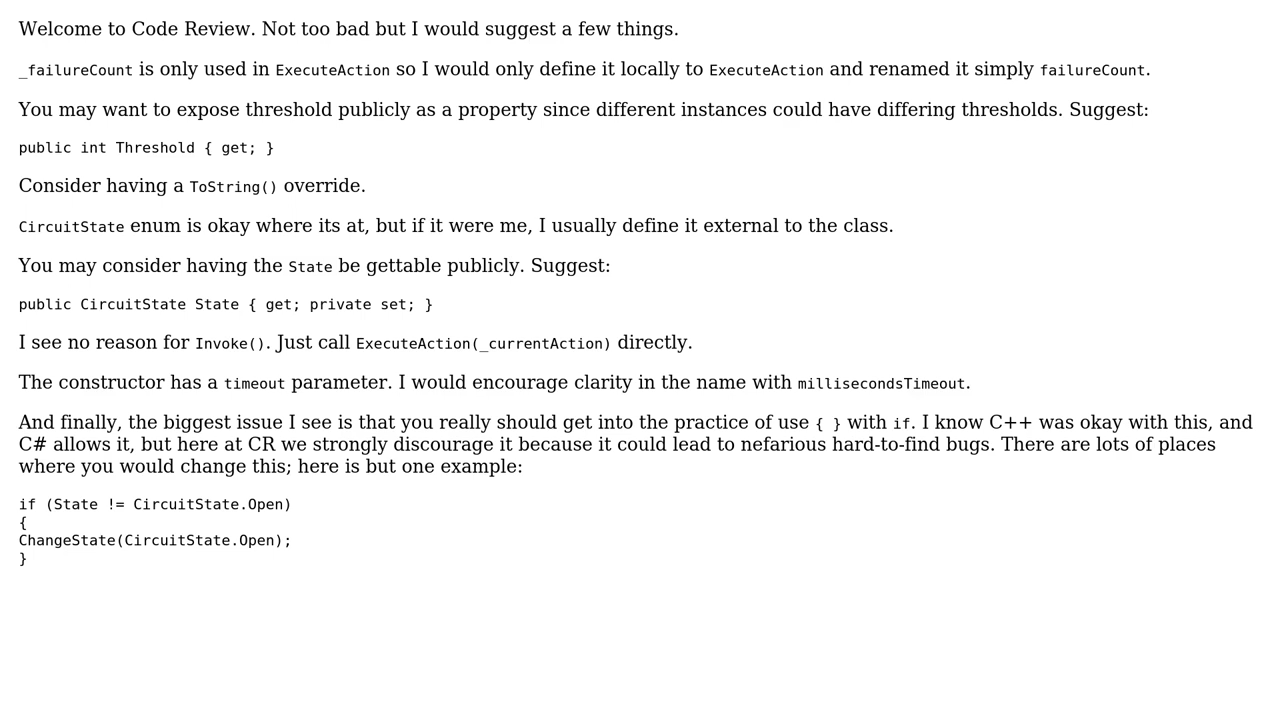 Welcome to Code Review. Not too bad but I would suggest a few things.
_failureCount is only used in ExecuteAction so I would only define it locally to ExecuteAction and renamed it simply failureCount.
You may want to expose threshold publicly as a property since different instances could have differing thresholds. Suggest:
public int Threshold { get; }
Consider having a ToString() override.
CircuitState enum is okay where its at, but if it were me, I usually define it external to the class.
You may consider having the State be gettable publicly. Suggest:
public CircuitState State { get; private set; }
I see no reason for Invoke(). Just call ExecuteAction(_currentAction) directly.
The constructor has a timeout parameter. I would encourage clarity in the name with millisecondsTimeout.
And finally, the biggest issue I see is that you really should get into the practice of use { } with if. I know C++ was okay with this, and
C# allows it, but here at CR we strongly discourage it because it could lead to nefarious hard-to-find bugs. There are lots of places
where you would change this; here is but one example:
if (State != CircuitState.Open)
{
ChangeState(CircuitState.Open);
}